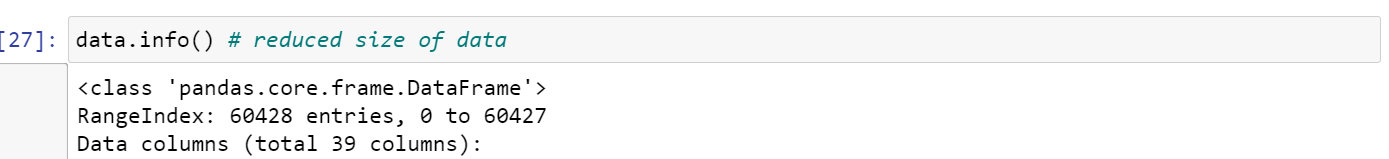 [27]: data.info() # reduced size of data
<class 'pandas.core.frame.DataFrame'>
RangeIndex: 60428 entries, 0 to 60427
Data columns (total 39 columns):